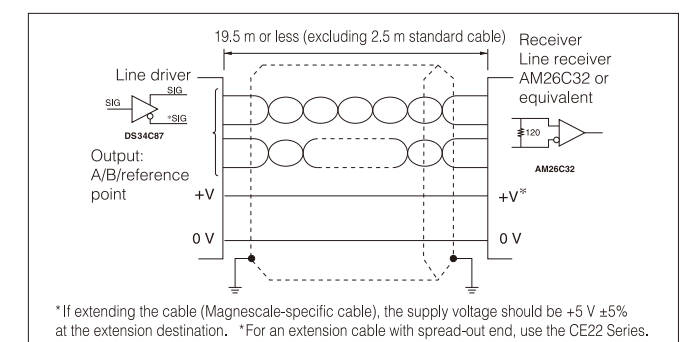 19.5 m or less (excluding 2.5 m standard cable)
Receiver
Line receiver
AM26C32 or
equivalent
Line driver
SIG
SIG
*SIG
DS34C87
120
AM26C32
Output:
A/B/reference
point
+V
+V*
0 V
0 V
*If extending the cable (Magnescale-specific cable), the supply voltage should be +5 V ±5%
at the extension destination. *For an extension cable with spread-out end, use the CE22 Series.